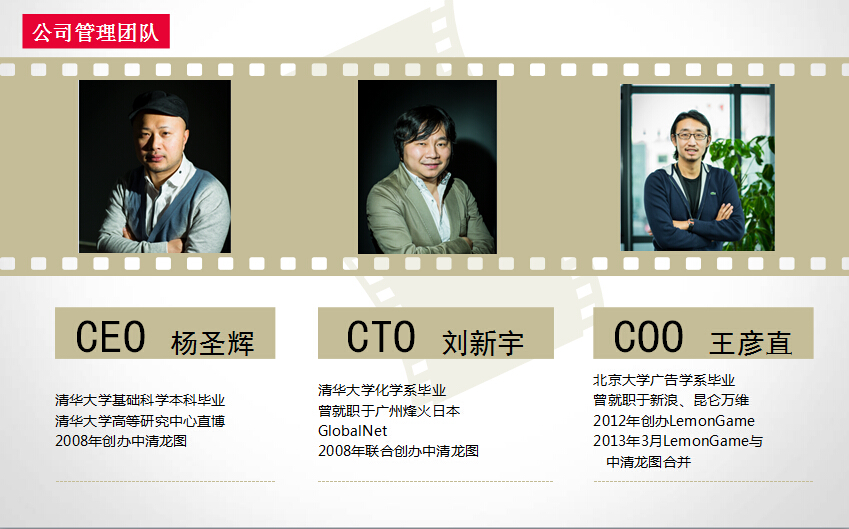 公司管理团队
CEO 杨圣辉
清华大学基础科学本科毕业
清华大学高等研究中心直博
2008年创办中清龙图
CTO 刘新宇
清华大学化学系毕业
曾就职于广州烽火日本
GlobalNet
2008年联合创办中清龙图
COO 王彦直
北京大学广告学系毕业
曾就职于新浪、昆仑万维
2012年创办LemonGame
2013年3月LemonGame与
中清龙图合并